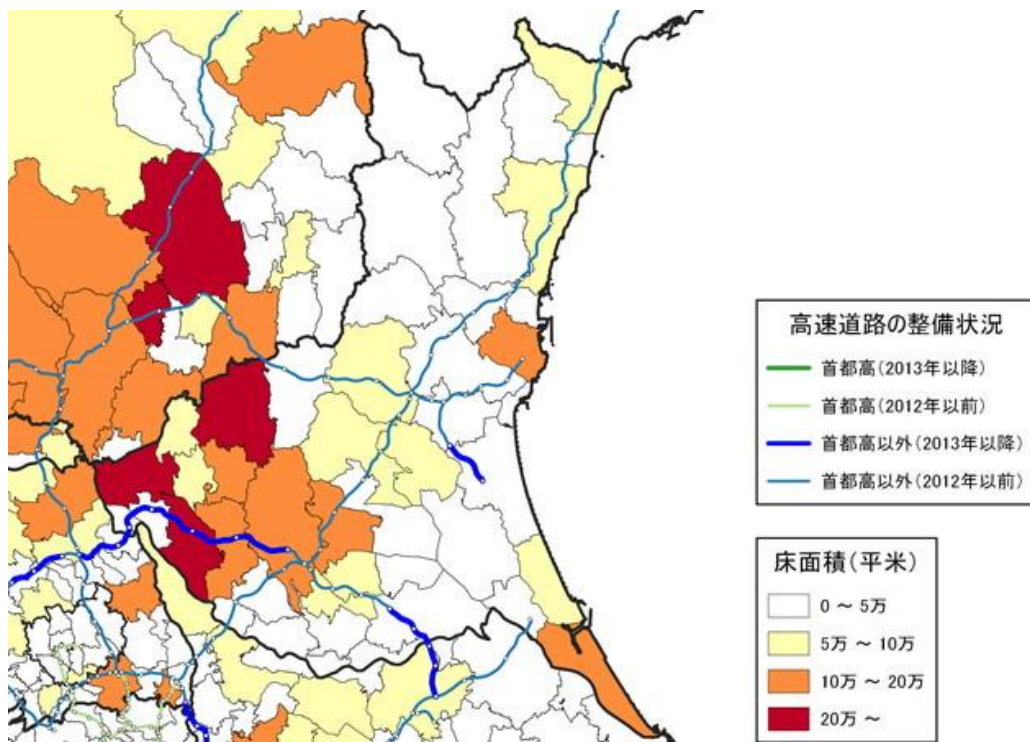 高速道路の整備状況
首都高(2013年以降)
首都高(2012年以前)
首都高以外(2013年以降)
首都高以外(2012年以前)
床面積(平米)
0 ～ 5万
5万 ～ 10万
10万 ～ 20万
20万 ～